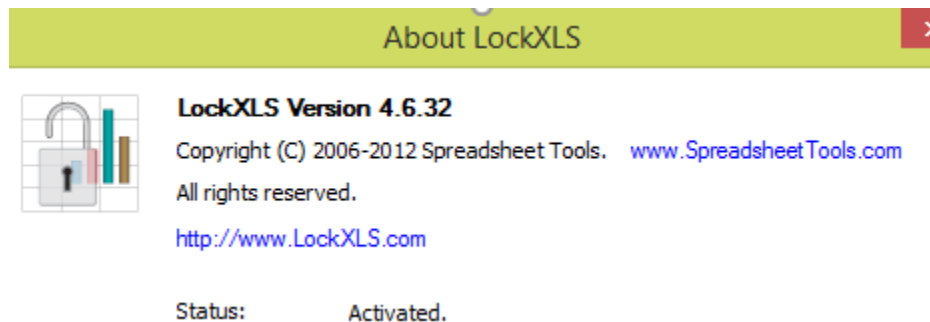 About LockXLS
LockXLS Version 4.6.32
Copyright (C) 2006-2012 Spreadsheet Tools. www.SpreadsheetTools.com
All rights reserved.
http://www.LockXLS.com
Status: Activated.